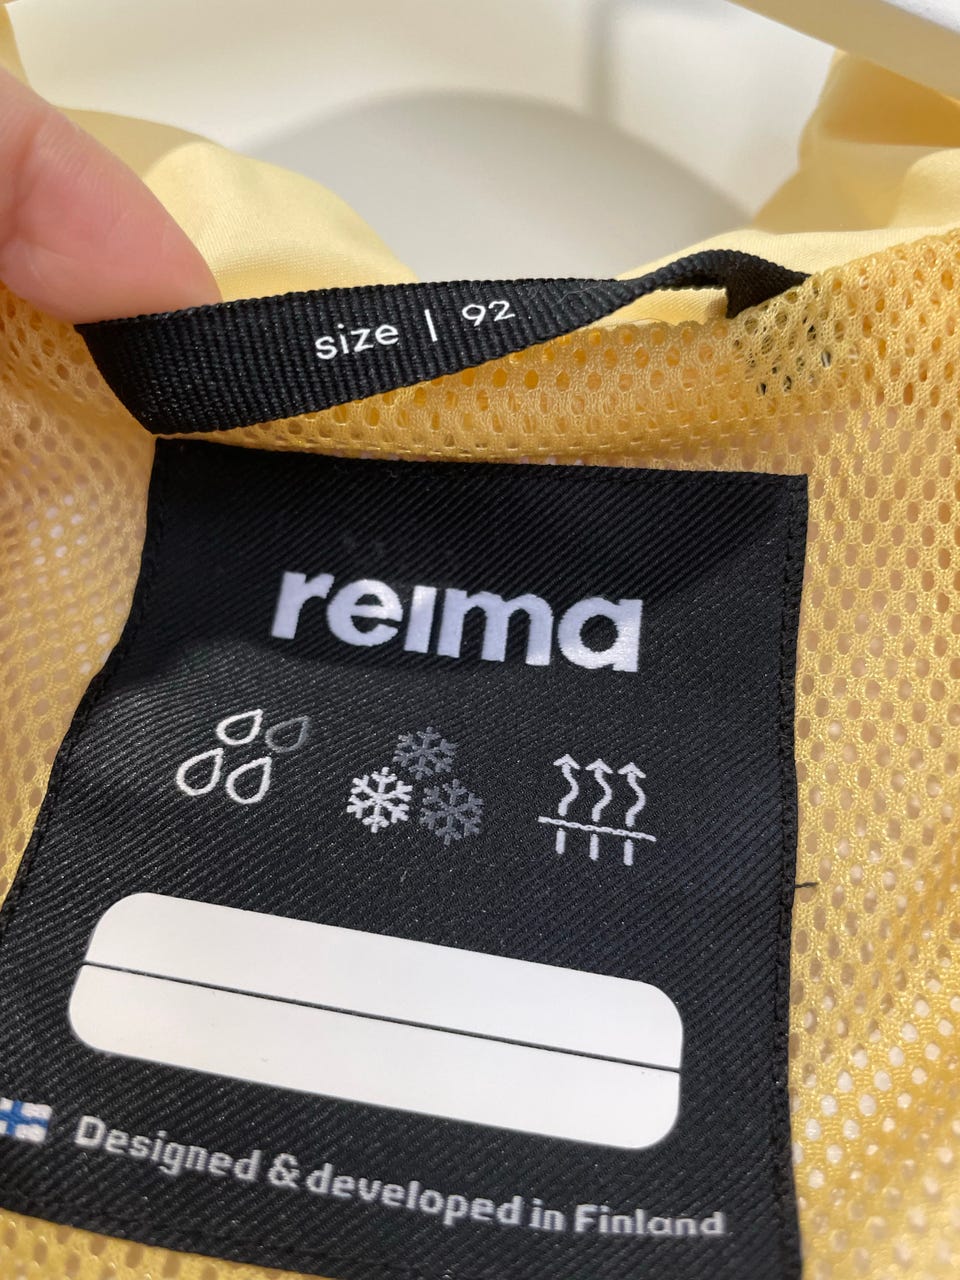 size | 92
reima
Designed & developed in Finland